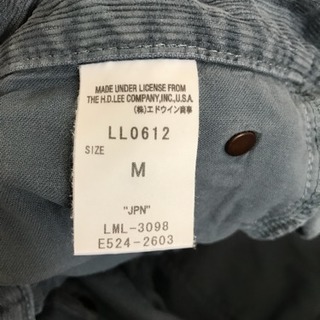 MADE UNDER LICENSE FROM
THE H.D.LEE COMPANY,INC.,U.S.A.
(株)エドウイン商事
LL0612
SIZE
M
"JPN"
LML-3098
E524-2603